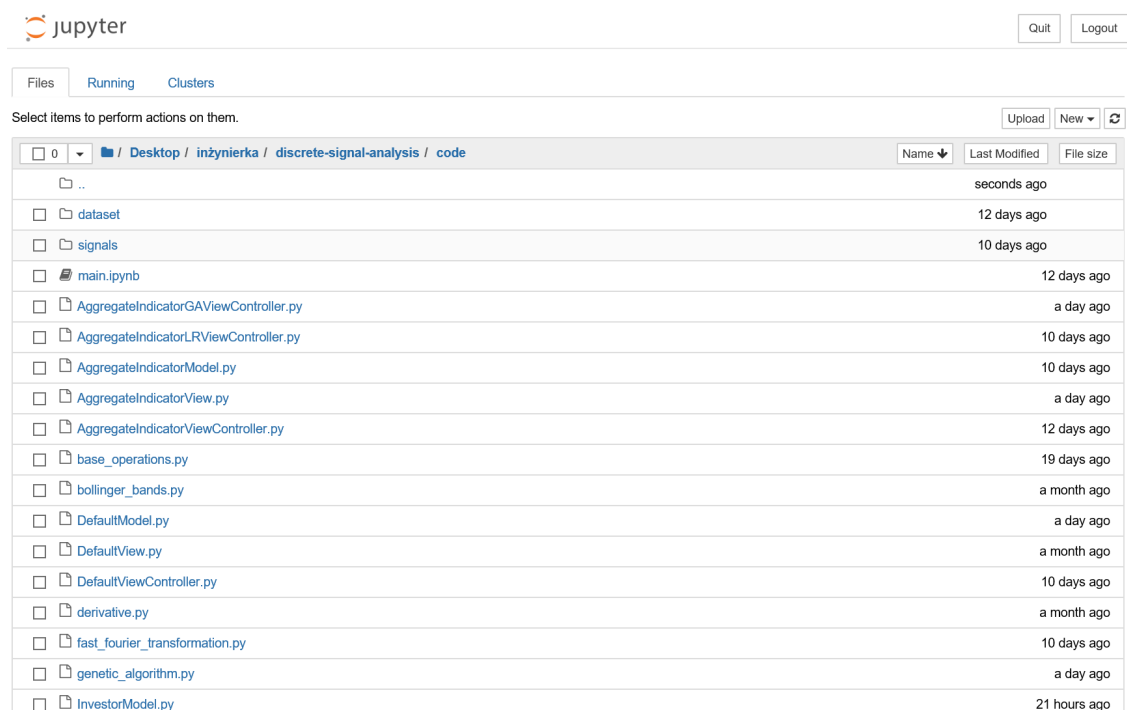 jupyter Quit Logout
Files Running Clusters
Select items to perform actions on them. Upload New
0 / Desktop / inżynierka / discrete-signal-analysis / code Name Last Modified File size
.. seconds ago
dataset 12 days ago
signals 10 days ago
main.ipynb 12 days ago
AggregateIndicatorGAViewController.py a day ago
AggregateIndicatorLRViewController.py 10 days ago
AggregateIndicatorModel.py 10 days ago
AggregateIndicatorView.py a day ago
AggregateIndicatorViewController.py 12 days ago
base_operations.py 19 days ago
bollinger_bands.py a month ago
DefaultModel.py a day ago
DefaultView.py a month ago
DefaultViewController.py 10 days ago
derivative.py a month ago
fast_fourier_transformation.py 10 days ago
genetic_algorithm.py a day ago
InvestorModel.py 21 hours ago